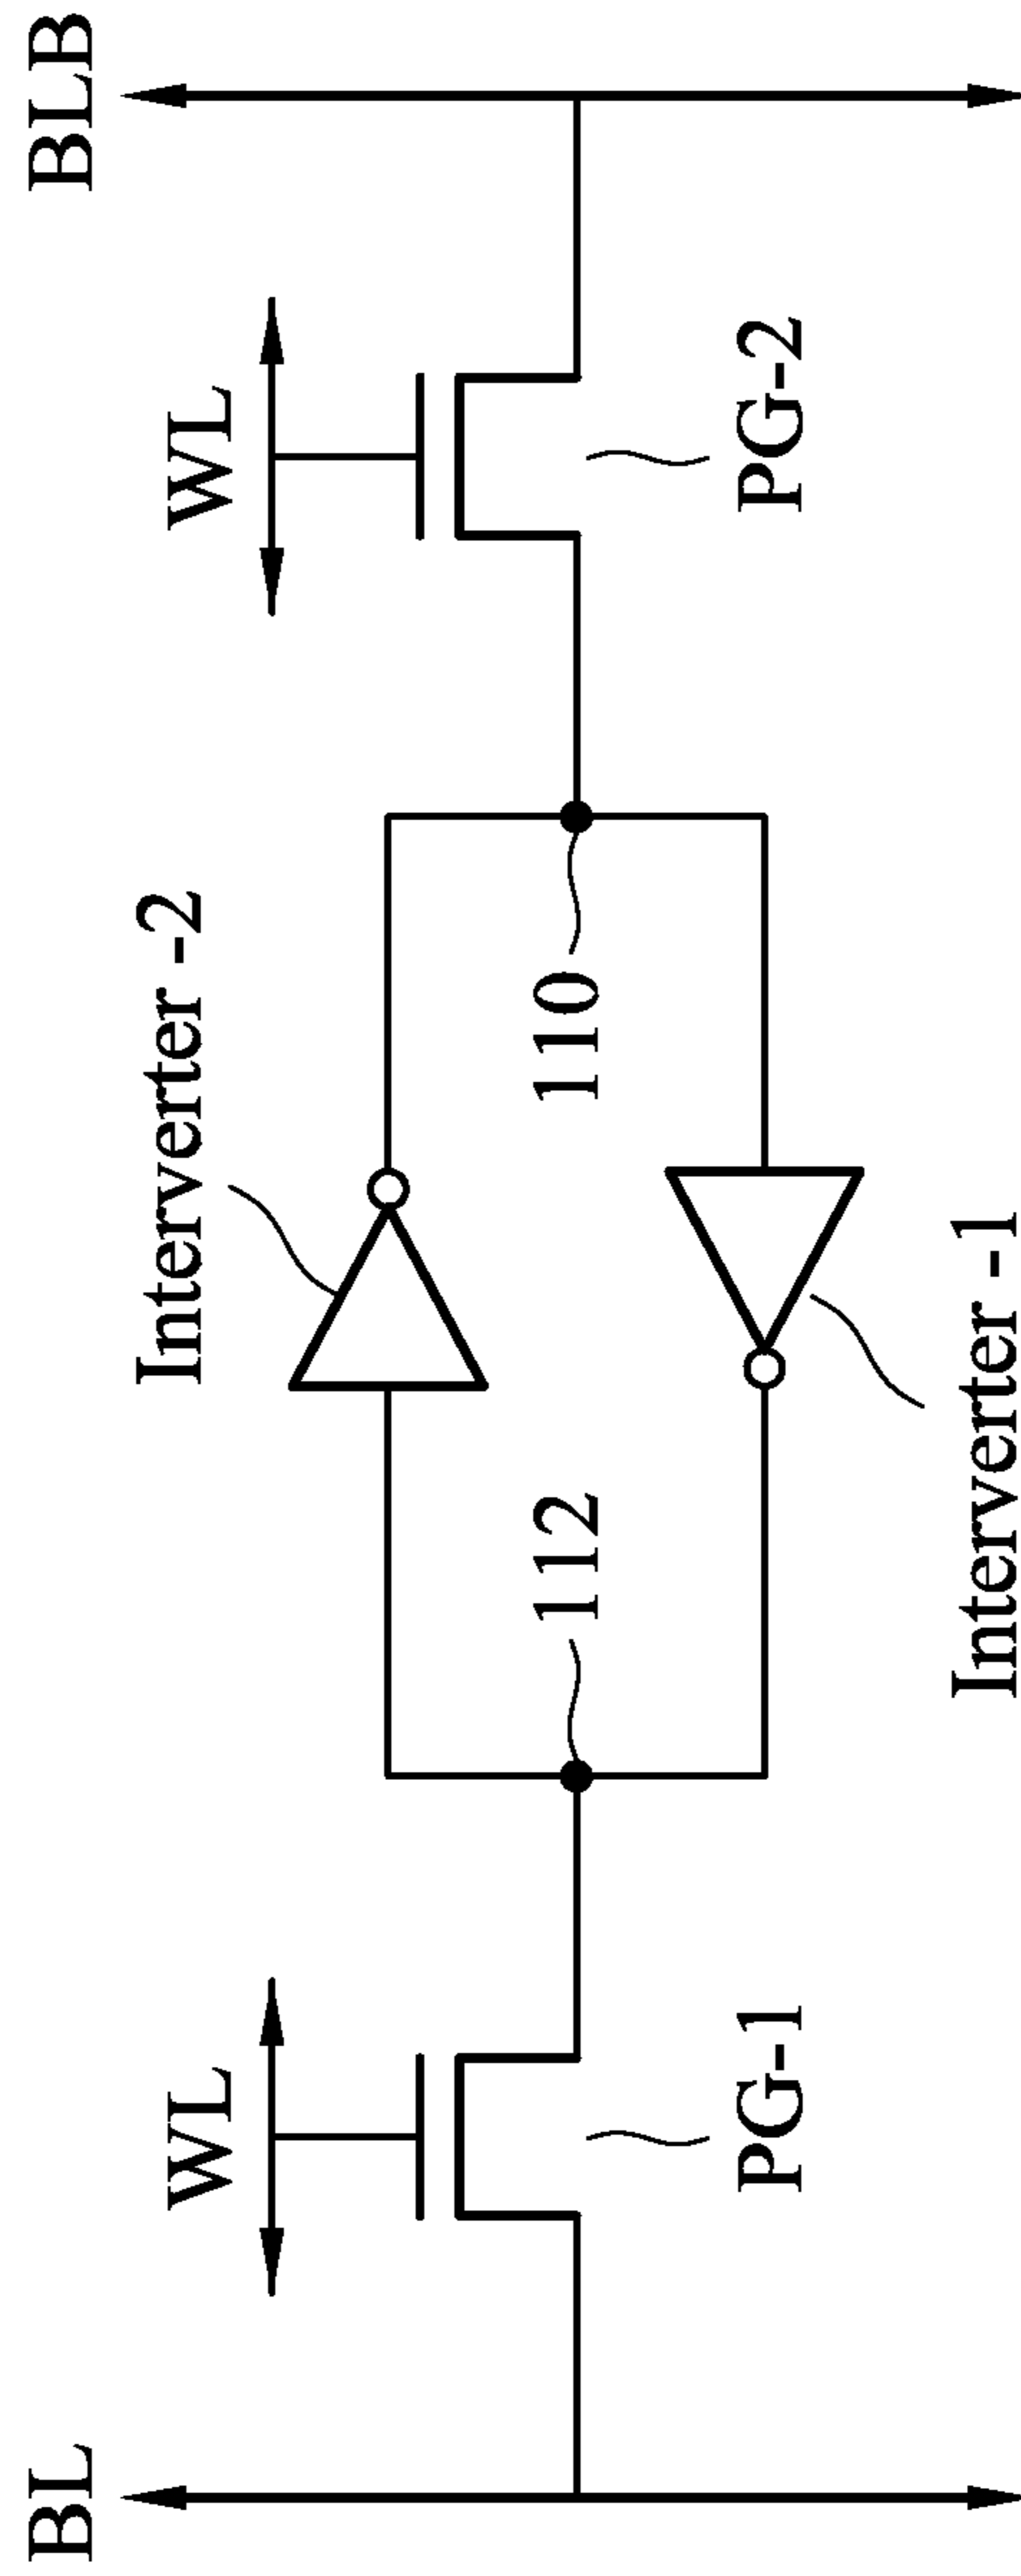 BL
BLB
WL
WL
Interverter -2
112
110
PG-1
PG-2
Interverter -1